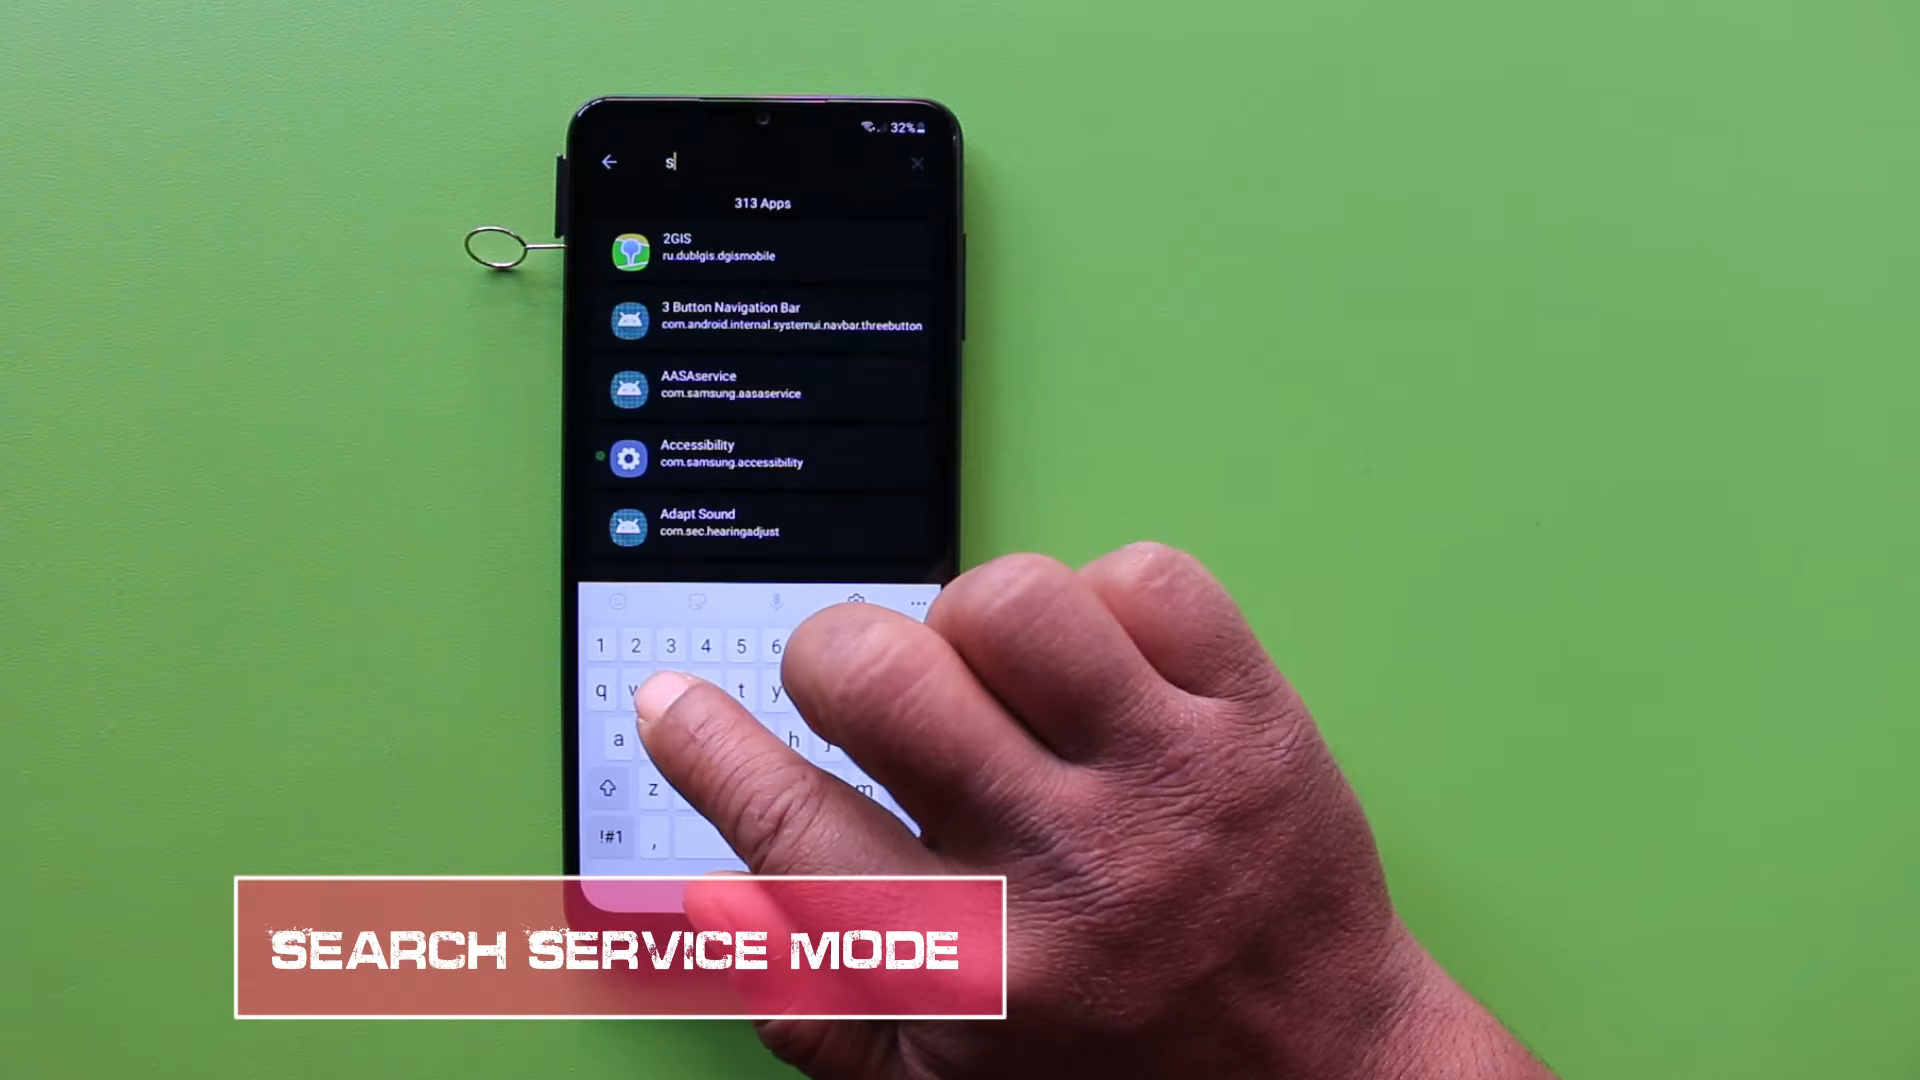 32%
s
313 Apps
2GIS
ru.dublgis.dgismobile
3 Button Navigation Bar
com.android.internal.systemui.navbar.threebutton
AASAservice
com.samsung.aasaservice
Accessibility
com.samsung.accessibility
Adapt Sound
com.sec.hearingadjust
1 2 3 4 5 6
q w t y
a h j
z m
!#1 ,
SEARCH SERVICE MODE